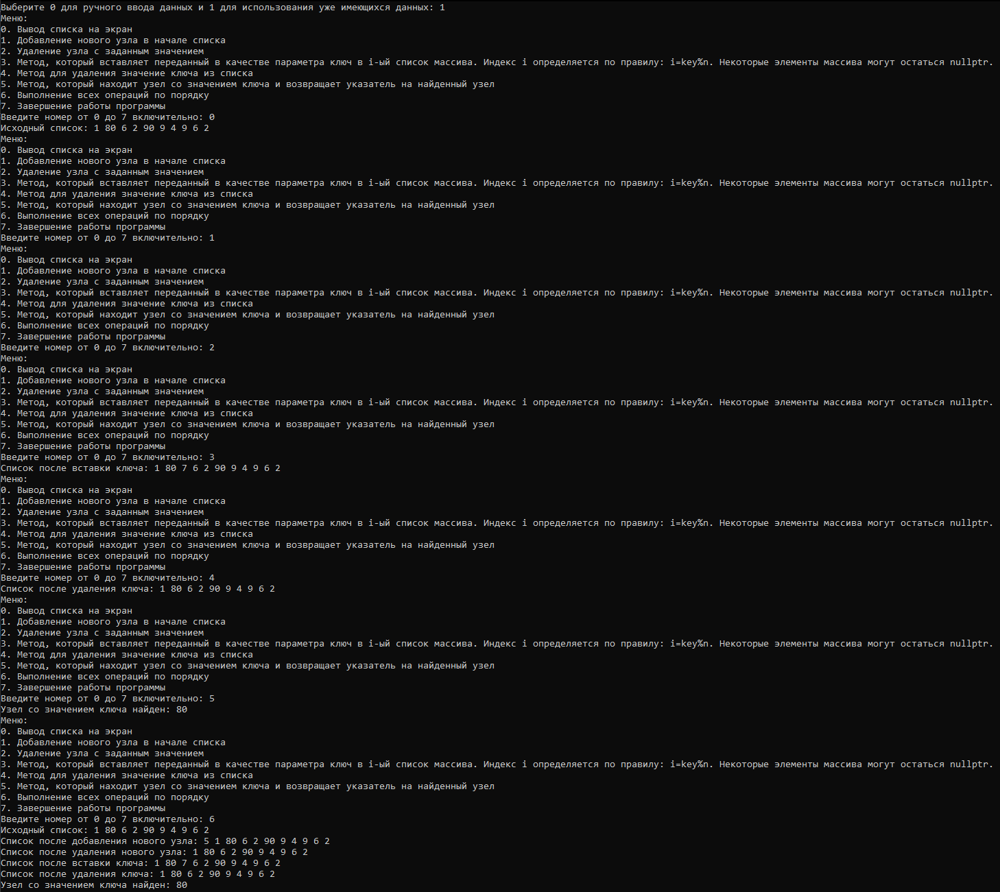 Выберите 0 для ручного ввода данных и 1 для использования уже имеющихся данных: 1
Меню:
0. Вывод списка на экран
1. Добавление нового узла в начале списка
2. Удаление узла с заданным значением
3. Метод, который вставляет переданный в качестве параметра ключ в i-ый список массива. Индекс i определяется по правилу: i=key%n. Некоторые элементы массива могут остаться nullptr.
4. Метод для удаления значение ключа из списка
5. Метод, который находит узел со значением ключа и возвращает указатель на найденный узел
6. Выполнение всех операций по порядку
7. Завершение работы программы
Введите номер от 0 до 7 включительно: 0
Исходный список: 1 80 6 2 90 9 4 9 6 2
Меню:
0. Вывод списка на экран
1. Добавление нового узла в начале списка
2. Удаление узла с заданным значением
3. Метод, который вставляет переданный в качестве параметра ключ в i-ый список массива. Индекс i определяется по правилу: i=key%n. Некоторые элементы массива могут остаться nullptr.
4. Метод для удаления значение ключа из списка
5. Метод, который находит узел со значением ключа и возвращает указатель на найденный узел
6. Выполнение всех операций по порядку
7. Завершение работы программы
Введите номер от 0 до 7 включительно: 1
Меню:
0. Вывод списка на экран
1. Добавление нового узла в начале списка
2. Удаление узла с заданным значением
3. Метод, который вставляет переданный в качестве параметра ключ в i-ый список массива. Индекс i определяется по правилу: i=key%n. Некоторые элементы массива могут остаться nullptr.
4. Метод для удаления значение ключа из списка
5. Метод, который находит узел со значением ключа и возвращает указатель на найденный узел
6. Выполнение всех операций по порядку
7. Завершение работы программы
Введите номер от 0 до 7 включительно: 2
Меню:
0. Вывод списка на экран
1. Добавление нового узла в начале списка
2. Удаление узла с заданным значением
3. Метод, который вставляет переданный в качестве параметра ключ в i-ый список массива. Индекс i определяется по правилу: i=key%n. Некоторые элементы массива могут остаться nullptr.
4. Метод для удаления значение ключа из списка
5. Метод, который находит узел со значением ключа и возвращает указатель на найденный узел
6. Выполнение всех операций по порядку
7. Завершение работы программы
Введите номер от 0 до 7 включительно: 3
Список после вставки ключа: 1 80 7 6 2 90 9 4 9 6 2
Меню:
0. Вывод списка на экран
1. Добавление нового узла в начале списка
2. Удаление узла с заданным значением
3. Метод, который вставляет переданный в качестве параметра ключ в i-ый список массива. Индекс i определяется по правилу: i=key%n. Некоторые элементы массива могут остаться nullptr.
4. Метод для удаления значение ключа из списка
5. Метод, который находит узел со значением ключа и возвращает указатель на найденный узел
6. Выполнение всех операций по порядку
7. Завершение работы программы
Введите номер от 0 до 7 включительно: 4
Список после удаления ключа: 1 80 6 2 90 9 4 9 6 2
Меню:
0. Вывод списка на экран
1. Добавление нового узла в начале списка
2. Удаление узла с заданным значением
3. Метод, который вставляет переданный в качестве параметра ключ в i-ый список массива. Индекс i определяется по правилу: i=key%n. Некоторые элементы массива могут остаться nullptr.
4. Метод для удаления значение ключа из списка
5. Метод, который находит узел со значением ключа и возвращает указатель на найденный узел
6. Выполнение всех операций по порядку
7. Завершение работы программы
Введите номер от 0 до 7 включительно: 5
Узел со значением ключа найден: 80
Меню:
0. Вывод списка на экран
1. Добавление нового узла в начале списка
2. Удаление узла с заданным значением
3. Метод, который вставляет переданный в качестве параметра ключ в i-ый список массива. Индекс i определяется по правилу: i=key%n. Некоторые элементы массива могут остаться nullptr.
4. Метод для удаления значение ключа из списка
5. Метод, который находит узел со значением ключа и возвращает указатель на найденный узел
6. Выполнение всех операций по порядку
7. Завершение работы программы
Введите номер от 0 до 7 включительно: 6
Исходный список: 1 80 6 2 90 9 4 9 6 2
Список после добавления нового узла: 5 1 80 6 2 90 9 4 9 6 2
Список после удаления нового узла: 1 80 6 2 90 9 4 9 6 2
Список после вставки ключа: 1 80 7 6 2 90 9 4 9 6 2
Список после удаления ключа: 1 80 6 2 90 9 4 9 6 2
Узел со значением ключа найден: 80